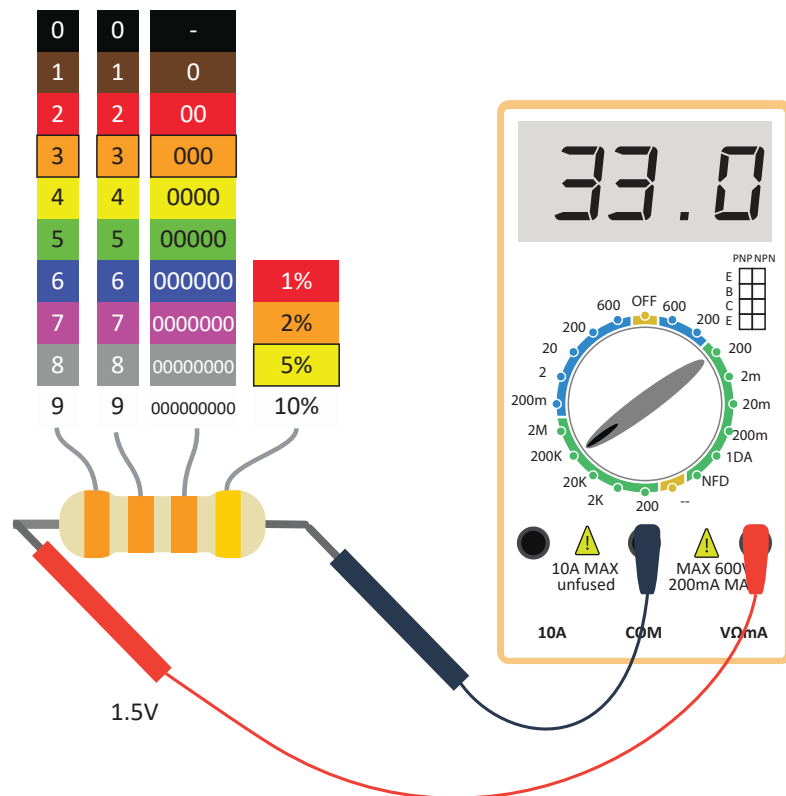 0 0 -
1 1 0
2 2 00
3 3 000
4 4 0000
5 5 00000
6 6 000000 1%
7 7 0000000 2%
8 8 00000000 5%
9 9 000000000 10%
1.5V
33.0
PNP NPN
E
B
C
E
OFF
600 600
200 200
20 200
2 2m
200m 20m
2M 200m
200K 1DA
20K NFD
2K 200 --
10A MAX
unfused
MAX 600V
200mA MA
10A COM VΩmA